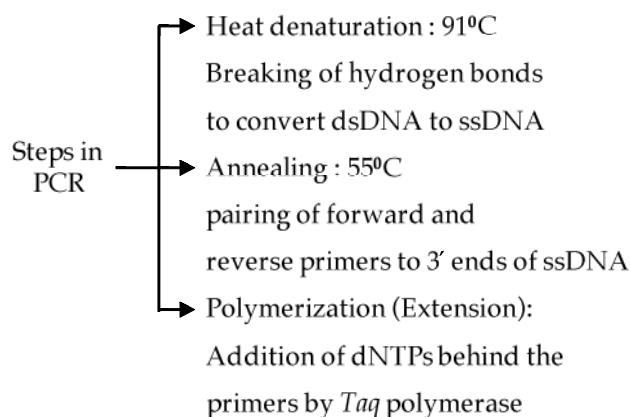 Heat denaturation : 91⁰C
Breaking of hydrogen bonds
to convert dsDNA to ssDNA
Steps in
PCR
Annealing : 55⁰C
pairing of forward and
reverse primers to 3′ ends of ssDNA
Polymerization (Extension):
Addition of dNTPs behind the
primers by Taq polymerase